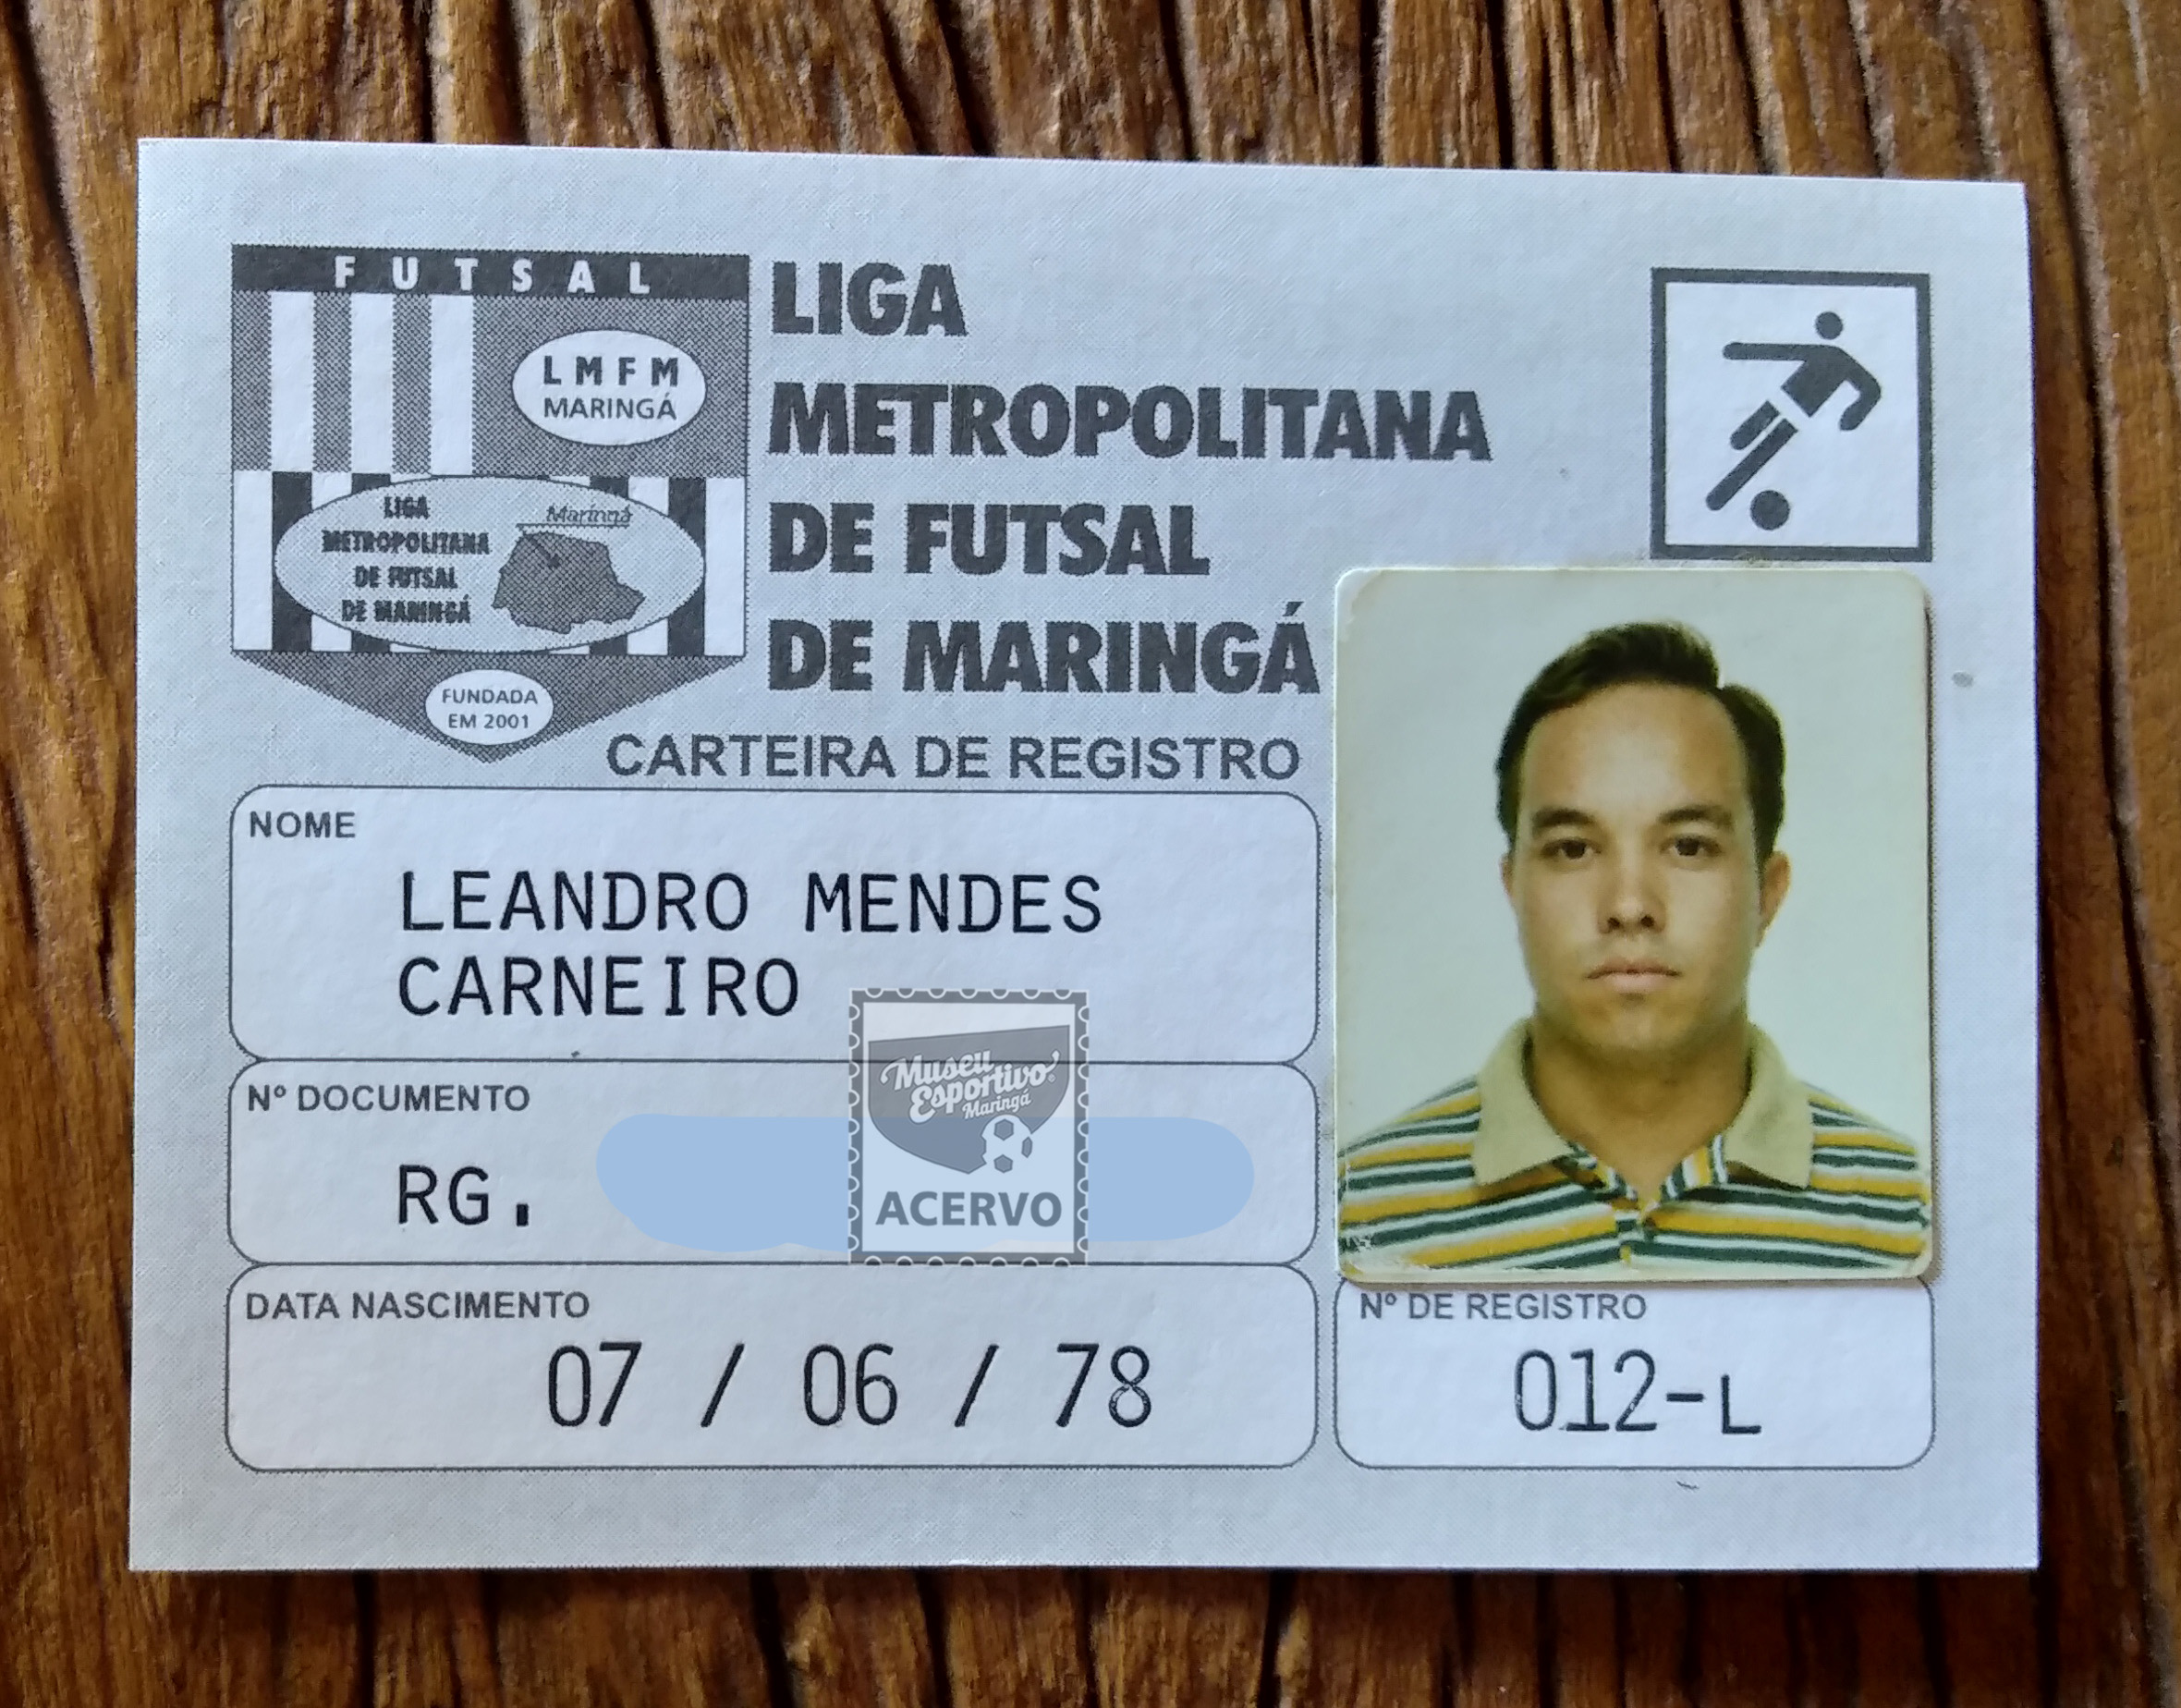 FUTSAL
LMFM
MARINGÁ
LIGA
METROPOLITANA
DE FUTSAL
DE MARINGÁ
Maringá
FUNDADA
EM 2001
LIGA
METROPOLITANA
DE FUTSAL
DE MARINGÁ
CARTEIRA DE REGISTRO
NOME
LEANDRO MENDES
CARNEIRO
Nº DOCUMENTO
RG.
Museu
Esportivo
Maringá
ACERVO
DATA NASCIMENTO
07 / 06 / 78
Nº DE REGISTRO
012-L